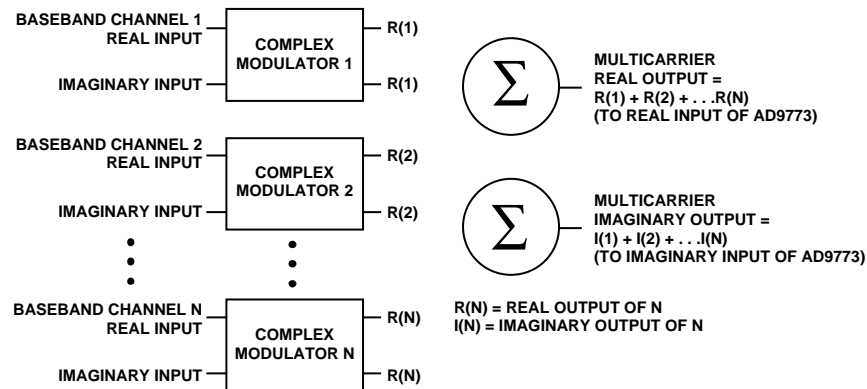 BASEBAND CHANNEL 1
REAL INPUT
IMAGINARY INPUT
COMPLEX
MODULATOR 1
R(1)
R(1)
BASEBAND CHANNEL 2
REAL INPUT
IMAGINARY INPUT
COMPLEX
MODULATOR 2
R(2)
R(2)
BASEBAND CHANNEL N
REAL INPUT
IMAGINARY INPUT
COMPLEX
MODULATOR N
R(N)
R(N)
Σ
MULTICARRIER
REAL OUTPUT =
R(1) + R(2) + . . .R(N)
(TO REAL INPUT OF AD9773)
Σ
MULTICARRIER
IMAGINARY OUTPUT =
I(1) + I(2) + . . .I(N)
(TO IMAGINARY INPUT OF AD9773)
R(N) = REAL OUTPUT OF N
I(N) = IMAGINARY OUTPUT OF N